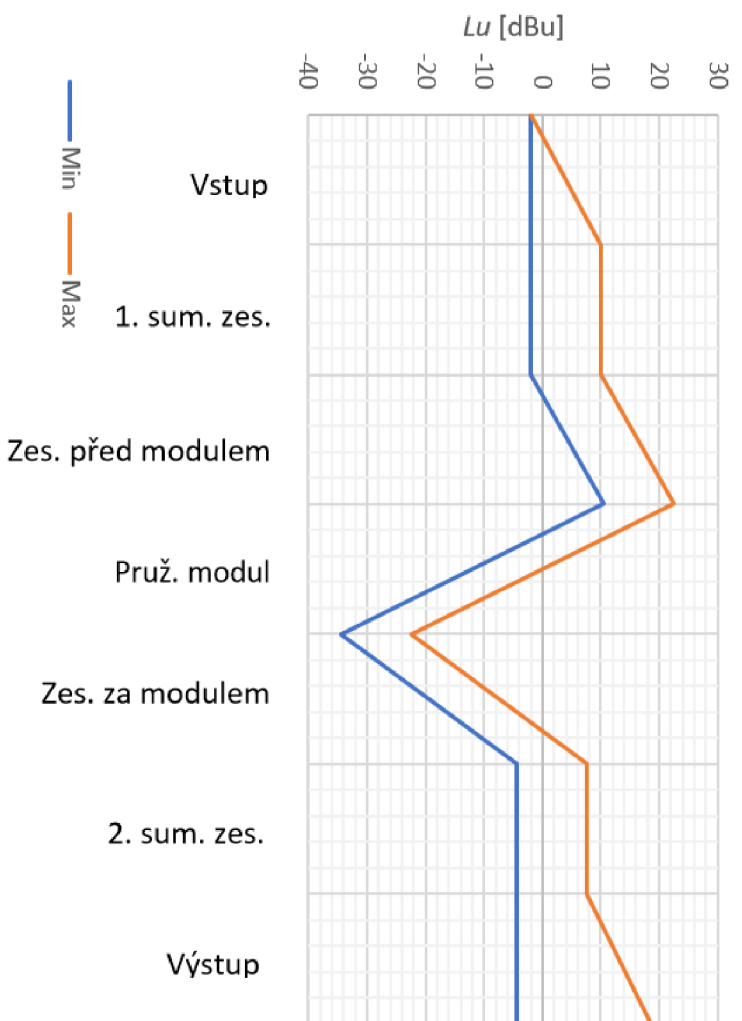 Lu [dBu]
-40 -30 -20 -10 0 10 20 30
Min Max
Vstup
1. sum. zes.
Zes. před modulem
Pruž. modul
Zes. za modulem
2. sum. zes.
Výstup